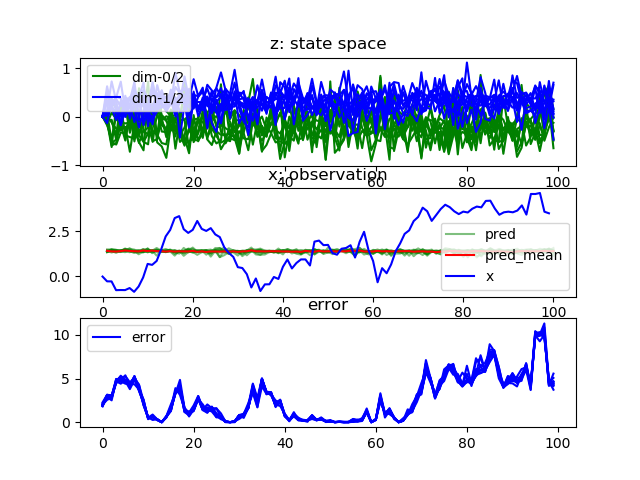 z: state space
1
0
−1
dim-0/2
dim-1/2
0 20 40 60 80 100
x: observation
2.5
0.0
pred
pred_mean
x
0 20 40 60 80 100
error
10
5
0
error
0 20 40 60 80 100